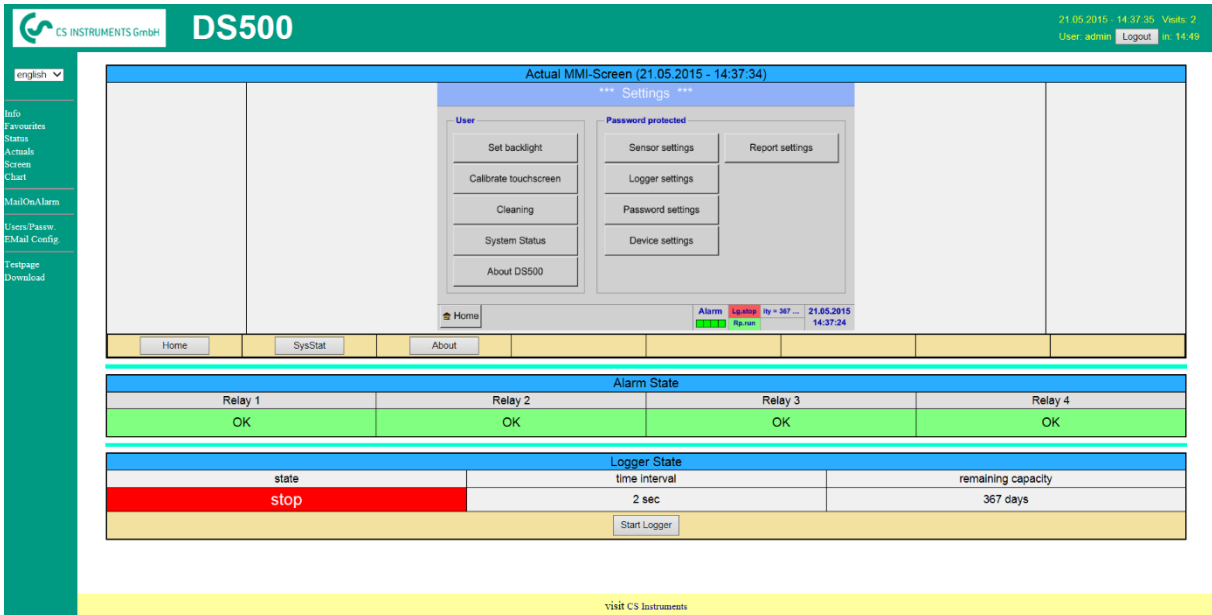 CS INSTRUMENTS GmbH
DS500
21.05.2015 - 14:37:35 Visits: 2
User: admin Logout in: 14:49
english
Info
Favourites
Status
Actuals
Screen
Chart
MailOnAlarm
Users/Passw.
EMail Config.
Testpage
Download
Actual MMI-Screen (21.05.2015 - 14:37:34)
*** Settings ***
User
Set backlight
Calibrate touchscreen
Cleaning
System Status
About DS500
Password protected
Sensor settings Report settings
Logger settings
Password settings
Device settings
Home
Alarm Lg.stop ity = 367 ... 21.05.2015
Rp.run 14:37:24
Home SysStat About
Alarm State
Relay 1 Relay 2 Relay 3 Relay 4
OK OK OK OK
Logger State
state time interval remaining capacity
stop 2 sec 367 days
Start Logger
visit CS Instruments